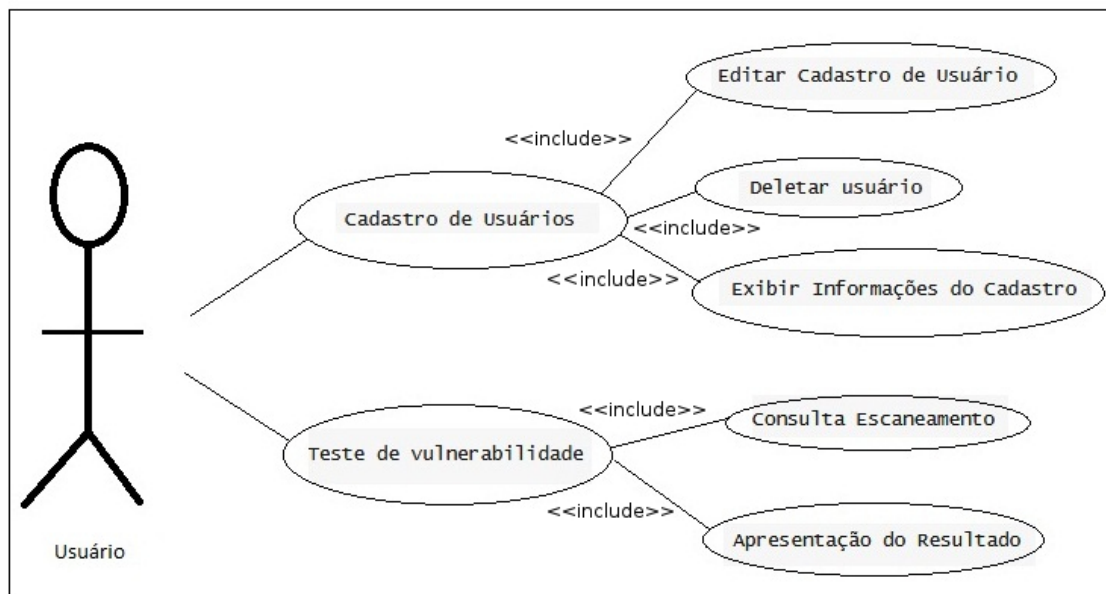 Editar Cadastro de Usuário
<<include>>
Deletar usuário
Cadastro de Usuários
<<include>>
<<include>>
Exibir Informações do Cadastro
<<include>>
Consulta Escaneamento
Teste de vulnerabilidade
<<include>>
Apresentação do Resultado
Usuário